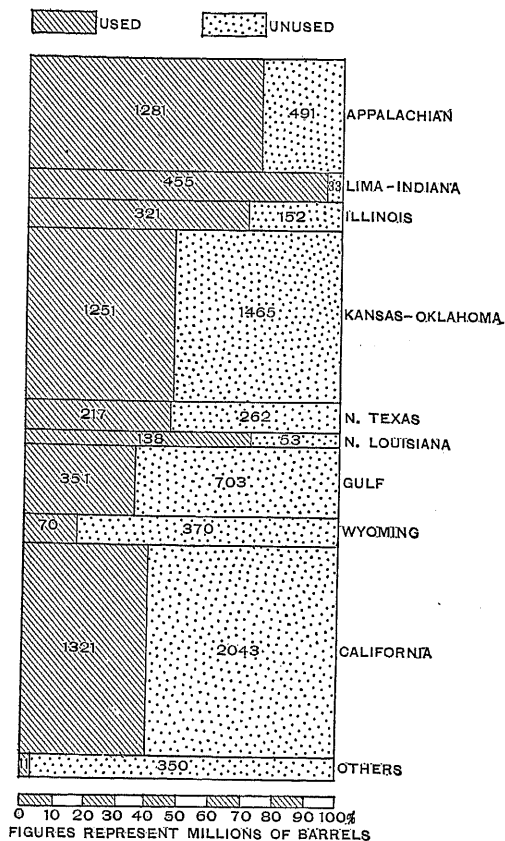 USED UNUSED
1281 491 APPALACHIAN
455 33 LIMA-INDIANA
321 152 ILLINOIS
1251 1465 KANSAS-OKLAHOMA
217 262 N. TEXAS
138 53 N. LOUISIANA
351 703 GULF
70 370 WYOMING
1321 2043 CALIFORNIA
11 350 OTHERS
0 10 20 30 40 50 60 70 80 90 100%
FIGURES REPRESENT MILLIONS OF BARRELS